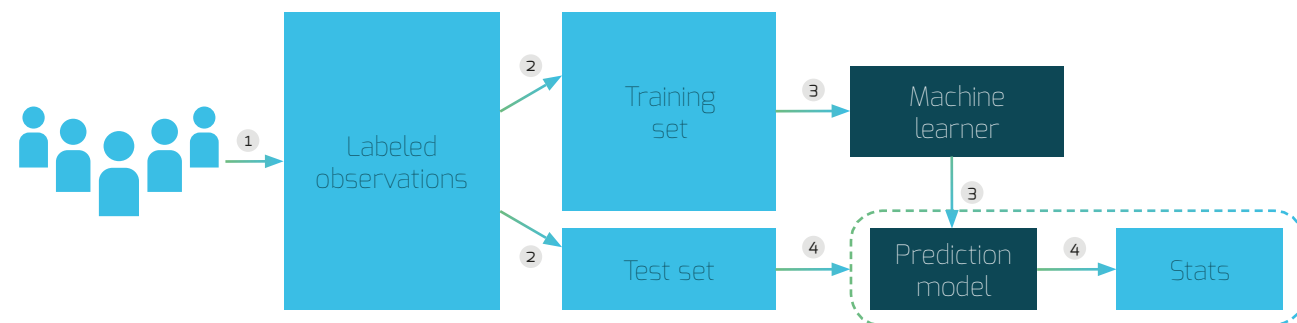 1
Labeled
observations
2
2
Training
set
Test set
3
4
Machine
learner
3
Prediction
model
4
Stats